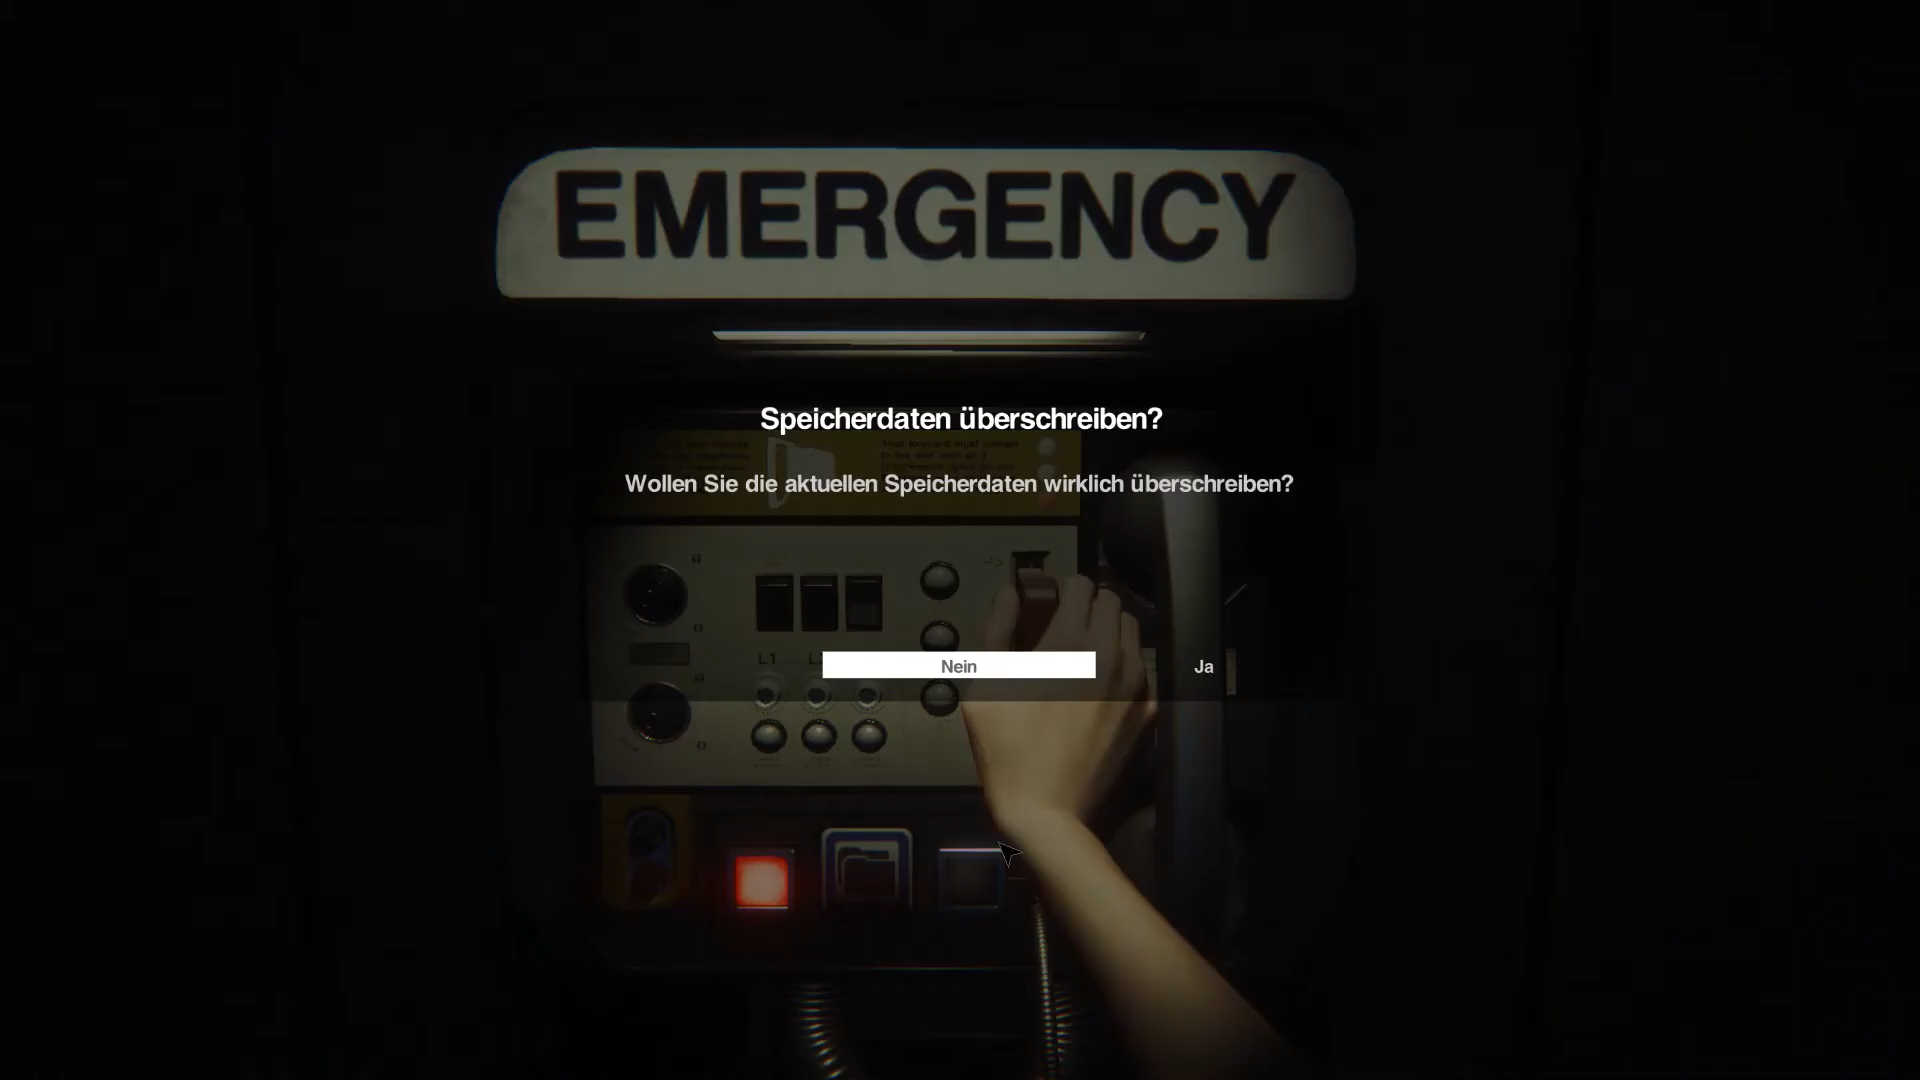 EMERGENCY
Speicherdaten überschreiben?
Wollen Sie die aktuellen Speicherdaten wirklich überschreiben?
L1
Nein
Ja